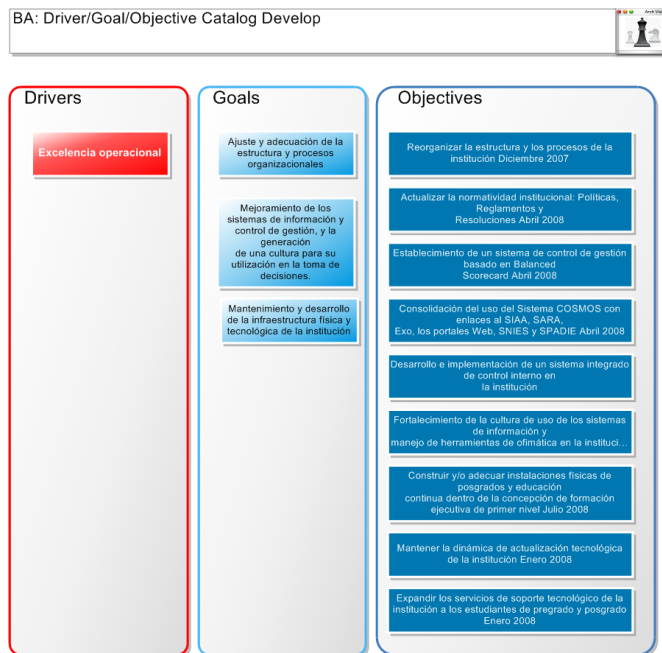 BA: Driver/Goal/Objective Catalog Develop
Drivers
Excelencia operacional
Goals
Ajuste y adecuación de la
estructura y procesos
organizacionales
Mejoramiento de los
sistemas de información y
control de gestión, y la
generación
de una cultura para su
utilización en la toma de
decisiones.
Mantenimiento y desarrollo
de la infraestructura física y
tecnológica de la institución
Objectives
Reorganizar la estructura y los procesos de la
institución Diciembre 2007
Actualizar la normatividad institucional: Políticas,
Reglamentos y
Resoluciones Abril 2008
Establecimiento de un sistema de control de gestión
basado en Balanced
Scorecard Abril 2008
Consolidación del uso del Sistema COSMOS con
enlaces al SIAA, SARA,
Exo, los portales Web, SNIES y SPADIE Abril 2008
Desarrollo e implementación de un sistema integrado
de control interno en
la institución
Fortalecimiento de la cultura de uso de los sistemas
de información y
manejo de herramientas de ofimática en la instituci...
Construir y/o adecuar instalaciones físicas de
posgrados y educación
continua dentro de la concepción de formación
ejecutiva de primer nivel Julio 2008
Mantener la dinámica de actualización tecnológica
de la institución Enero 2008
Expandir los servicios de soporte tecnológico de la
institución a los estudiantes de pregrado y posgrado
Enero 2008